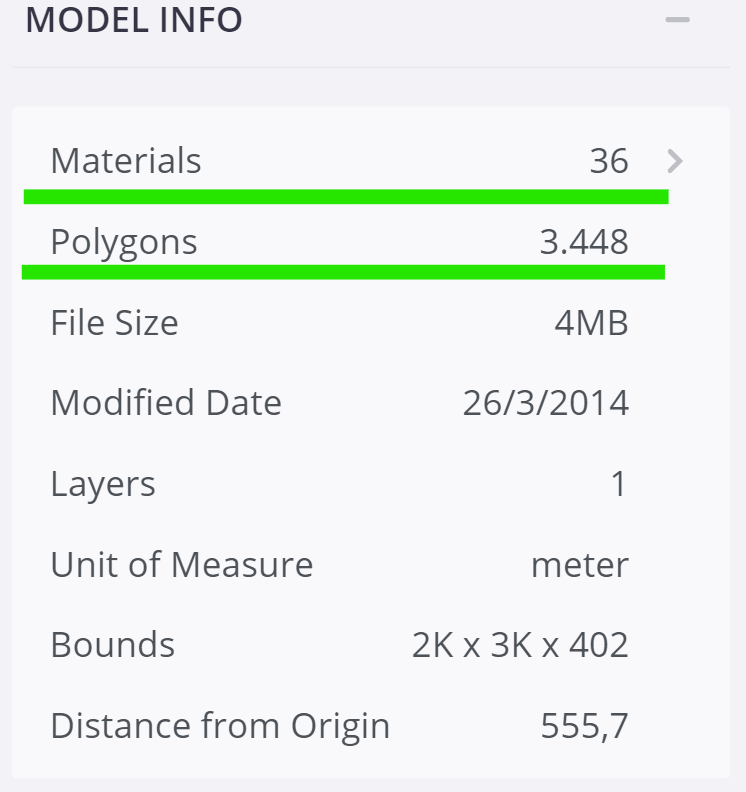 MODEL INFO
Materials 36
Polygons 3.448
File Size 4MB
Modified Date 26/3/2014
Layers 1
Unit of Measure meter
Bounds 2K x 3K x 402
Distance from Origin 555,7